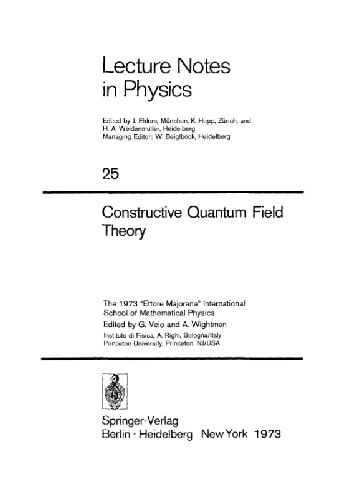 Lecture Notes
in Physics
Edited by J. Ehlers, München, K. Hepp, Zürich, and
H. A. Weidenmüller, Heidelberg
Managing Editor: W. Beiglböck, Heidelberg
25
Constructive Quantum Field
Theory
The 1973 "Ettore Majorana" International
School of Mathematical Physics
Edited by G. Velo and A. Wightman
Instituto di Fisica, A. Righi, Bologna/Italy
Princeton University, Princeton, NJ/USA
Springer-Verlag
Berlin · Heidelberg New York 1973